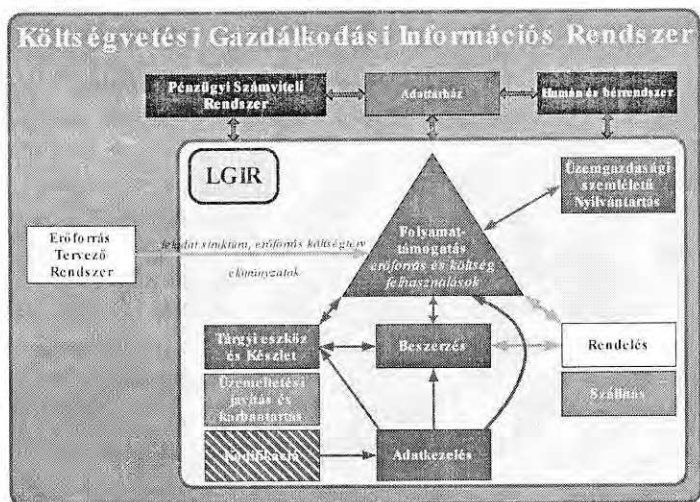 Költségvetési Gazdálkodási Információs Rendszer
Pénzügyi Számviteli
Rendszer
Adattárház
Humán és bérrendszer
LGIR
Üzemgazdasági
szemléletű
Nyilvántartás
Folyamat-
támogatás
erőforrás és költség
felhasználások
Erőforrás
Tervező
Rendszer
feladat struktúra, erőforrás költségterv
előirányzatok
Tárgyi eszköz
és Készlet
Beszerzés
Rendelés
Üzemeltetési
javítás és
karbantartás
Szállítás
Kodifikáció
Adatkezelés